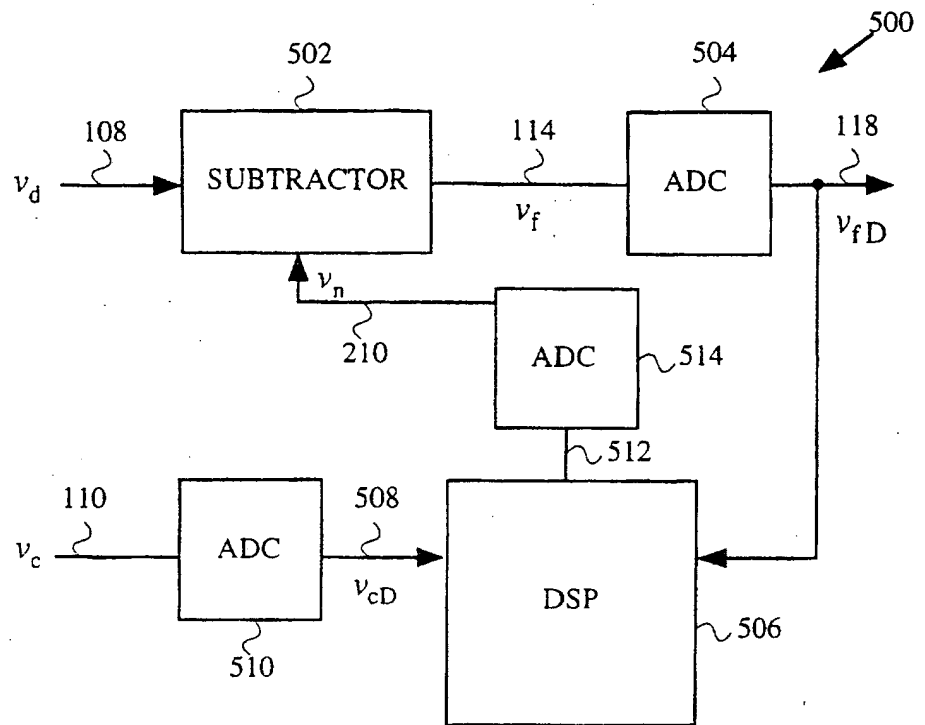 500
502
504
108
114
118
v_d
SUBTRACTOR
ADC
v_f
v_fD
v_n
210
ADC
514
512
110
508
v_c
ADC
v_cD
DSP
506
510